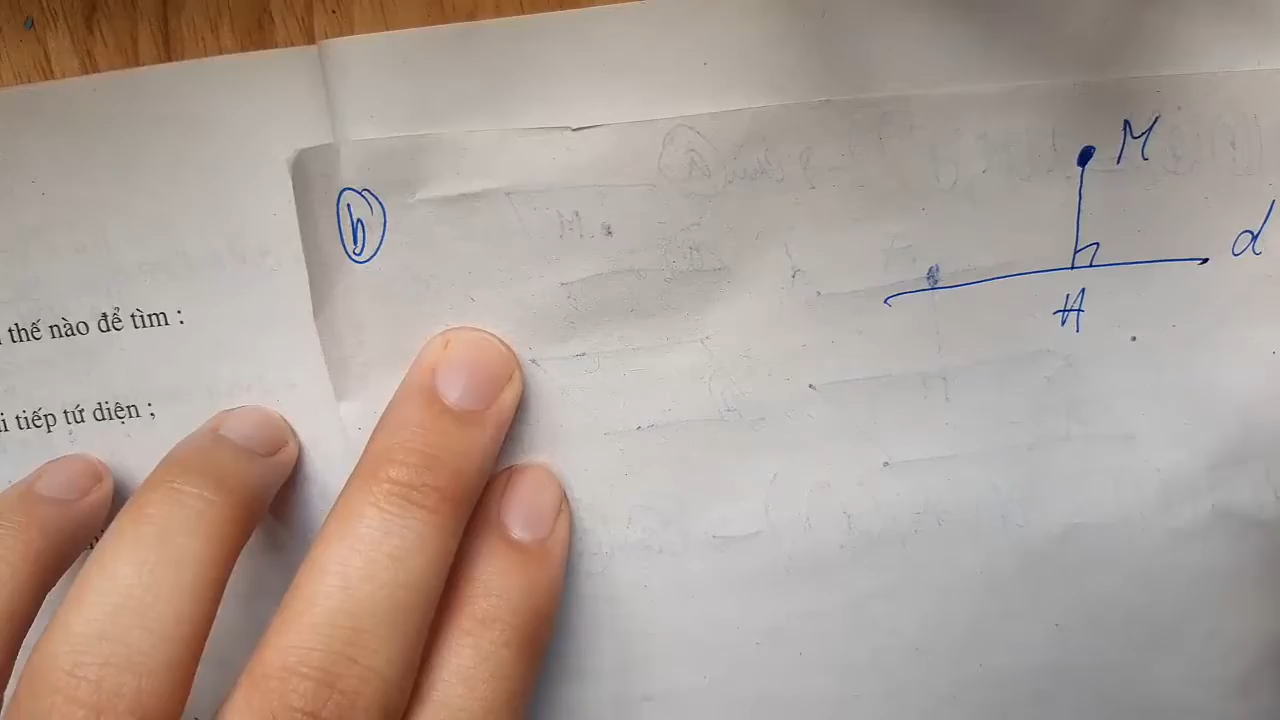 b
M
d
H
thế nào để tìm :
i tiếp tứ diện ;